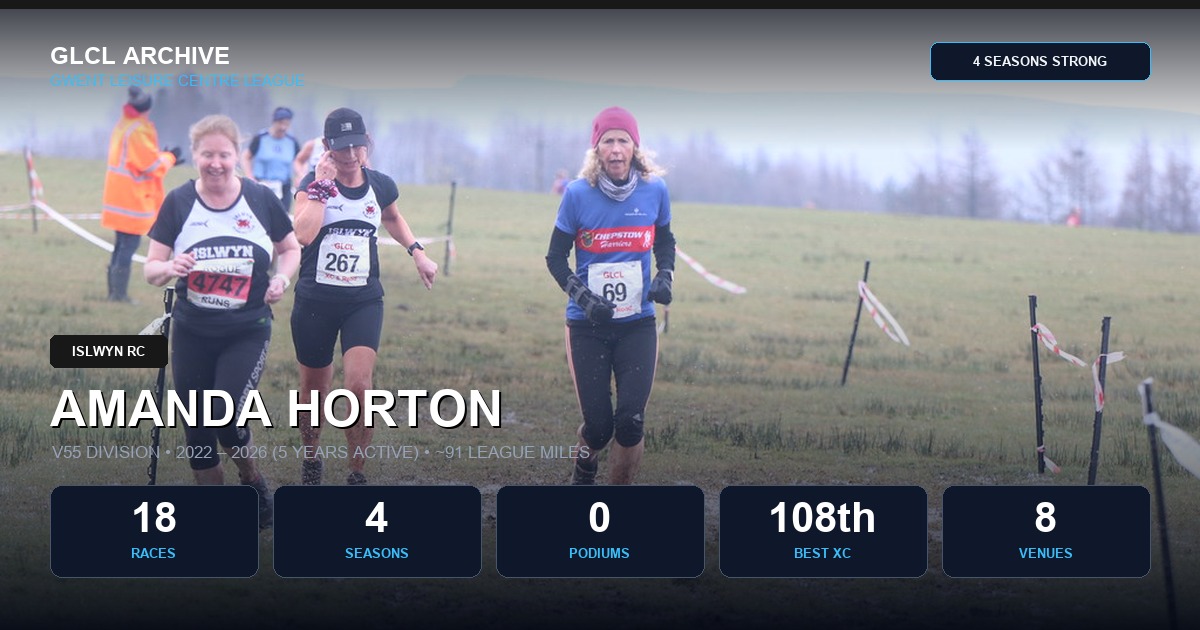 GLCL ARCHIVE
GWENT LEISURE CENTRE LEAGUE
4 SEASONS STRONG
ISLWYN
4747
RUNS
ISLWYN
GLCL
267
CHEPSTOW
Harriers
GLCL
69
ISLWYN RC
AMANDA HORTON
V55 DIVISION • 2022 – 2026 (5 YEARS ACTIVE) • ~91 LEAGUE MILES
18
RACES
4
SEASONS
0
PODIUMS
108th
BEST XC
8
VENUES